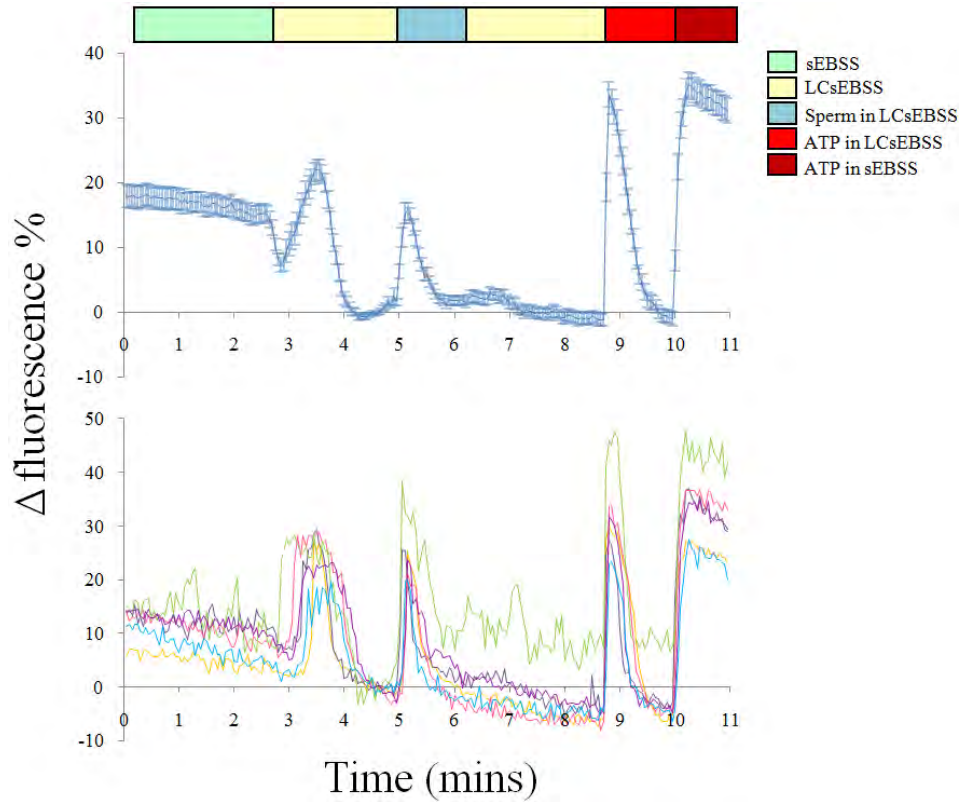 sEBSS
LCsEBSS
Sperm in LCsEBSS
ATP in LCsEBSS
ATP in sEBSS
Δ fluorescence %
40
30
20
10
0
-10
0 1 2 3 4 5 6 7 8 9 10 11
50
40
30
20
10
0
-10
0 1 2 3 4 5 6 7 8 9 10 11
Time (mins)